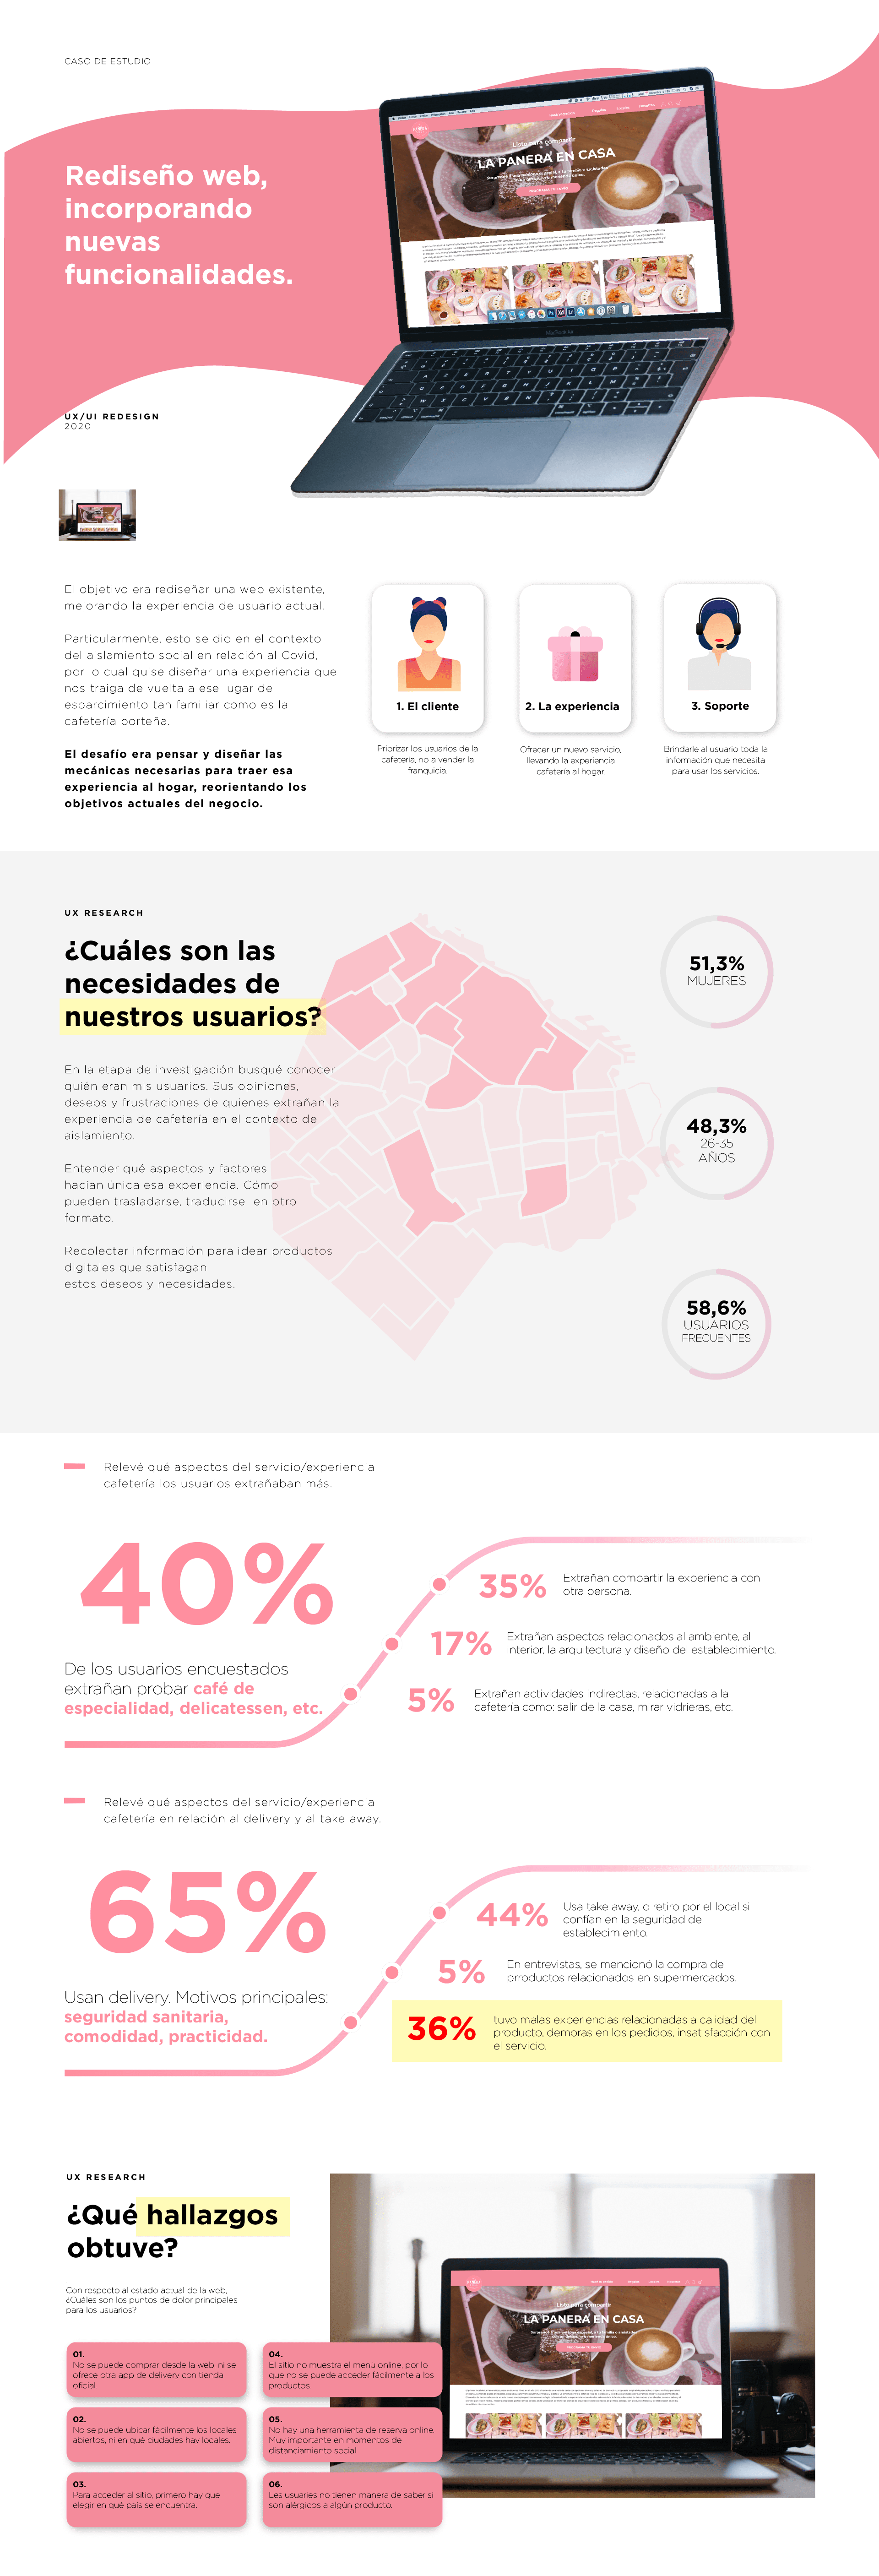 CASO DE ESTUDIO
Rediseño web,
incorporando
nuevas
funcionalidades.
Listo para compartir
LA PANERA EN CASA
UX/UI REDESIGN
2020
El objetivo era rediseñar una web existente,
mejorando la experiencia de usuario actual.
Particularmente, esto se dio en el contexto
del aislamiento social en relación al Covid,
por lo cual quise diseñar una experiencia que
nos traiga de vuelta a ese lugar de
esparcimiento tan familiar como es la
cafetería porteña.
El desafío era pensar y diseñar las
mecánicas necesarias para traer esa
experiencia al hogar, reorientando los
objetivos actuales del negocio.
1. El cliente
Priorizar los usuarios de la
cafetería, no a vender la
franquicia.
2. La experiencia
Ofrecer un nuevo servicio,
llevando la experiencia
cafetería al hogar.
3. Soporte
Brindarle al usuario toda la
información que necesita
para usar los servicios.
UX RESEARCH
¿Cuáles son las
necesidades de
nuestros usuarios?
En la etapa de investigación busqué conocer
quién eran mis usuarios. Sus opiniones,
deseos y frustraciones de quienes extrañan la
experiencia de cafetería en el contexto de
aislamiento.
Entender qué aspectos y factores
hacían única esa experiencia. Cómo
pueden trasladarse, traducirse en otro
formato.
Recolectar información para idear productos
digitales que satisfagan
estos deseos y necesidades.
51,3%
MUJERES
48,3%
26-35
AÑOS
58,6%
USUARIOS
FRECUENTES
Relevé qué aspectos del servicio/experiencia
cafetería los usuarios extrañaban más.
40%
De los usuarios encuestados
extrañan probar café de
especialidad, delicatessen, etc.
35%
Extrañan compartir la experiencia con
otra persona.
17%
Extrañan aspectos relacionados al ambiente, al
interior, la arquitectura y diseño del establecimiento.
5%
Extrañan actividades indirectas, relacionadas a la
cafetería como: salir de la casa, mirar vidrieras, etc.
Relevé qué aspectos del servicio/experiencia
cafetería en relación al delivery y al take away.
65%
Usan delivery. Motivos principales:
seguridad sanitaria,
comodidad, practicidad.
44%
Usa take away, o retiro por el local si
confían en la seguridad del
establecimiento.
5%
En entrevistas, se mencionó la compra de
prroductos relacionados en supermercados.
36%
tuvo malas experiencias relacionadas a calidad del
producto, demoras en los pedidos, insatisfacción con
el servicio.
UX RESEARCH
¿Qué hallazgos
obtuve?
Con respecto al estado actual de la web,
¿Cuáles son los puntos de dolor principales
para los usuarios?
01.
No se puede comprar desde la web, ni se
ofrece otra app de delivery con tienda
oficial.
02.
No se puede ubicar fácilmente los locales
abiertos, ni en qué ciudades hay locales.
03.
Para acceder al sitio, primero hay que
elegir en qué país se encuentra.
04.
El sitio no muestra el menú online, por lo
que no se puede acceder fácilmente a los
productos.
05.
No hay una herramienta de reserva online.
Muy importante en momentos de
distanciamiento social.
06.
Les usuaries no tienen manera de saber si
son alérgicos a algún producto.
Listo para compartir
LA PANERA EN CASA